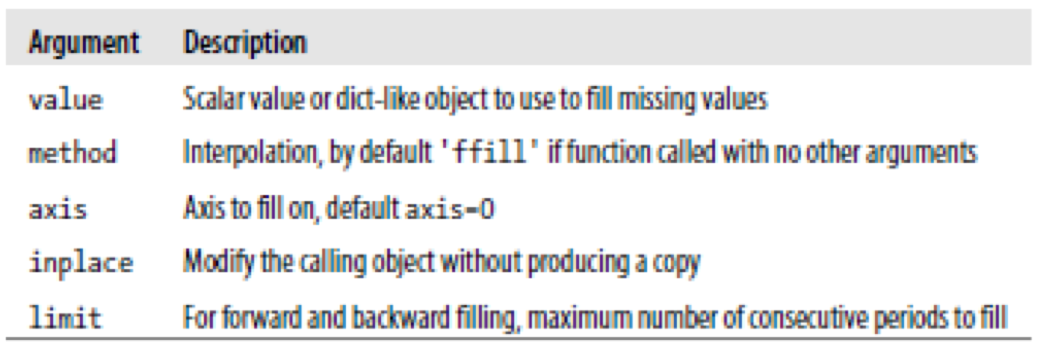 Argument Description
value Scalar value or dict-like object to use to fill missing values
method Interpolation, by default 'ffill' if function called with no other arguments
axis Axis to fill on, default axis=0
inplace Modify the calling object without producing a copy
limit For forward and backward filling, maximum number of consecutive periods to fill